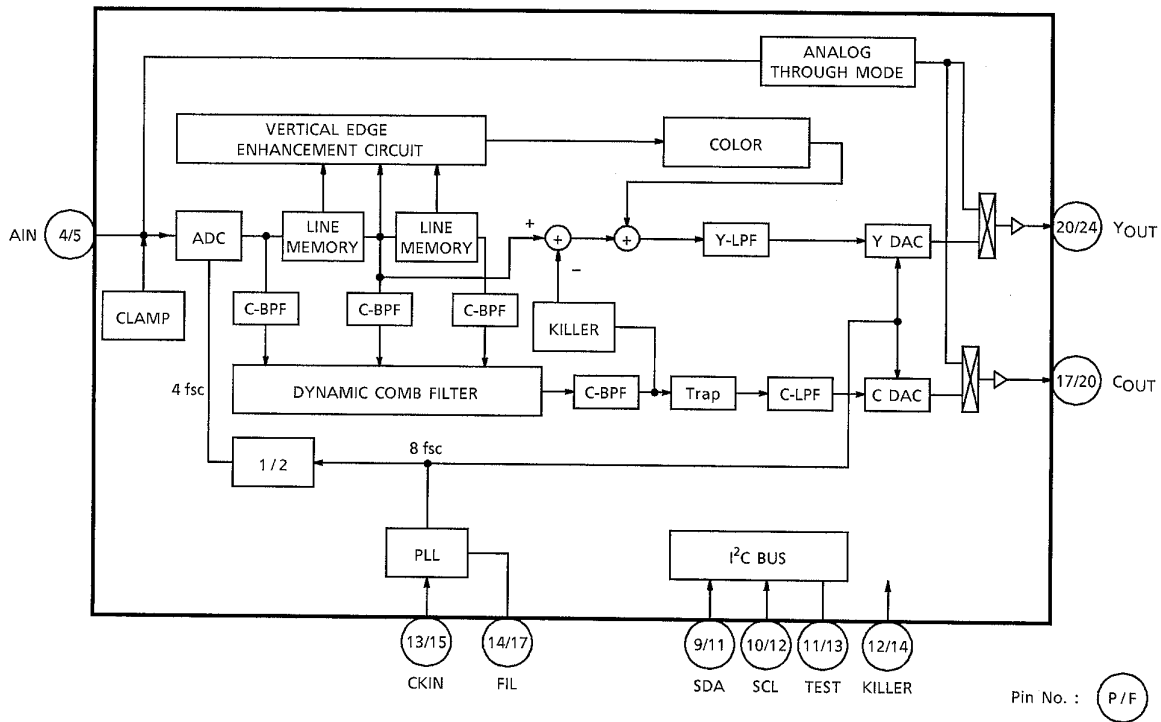 ANALOG
THROUGH MODE
VERTICAL EDGE
ENHANCEMENT CIRCUIT
COLOR
AIN
4/5
ADC
LINE
MEMORY
LINE
MEMORY
+
+
+
Y-LPF
Y DAC
20/24
YOUT
CLAMP
C-BPF
C-BPF
C-BPF
−
KILLER
4 fsc
DYNAMIC COMB FILTER
C-BPF
Trap
C-LPF
C DAC
17/20
COUT
1/2
8 fsc
PLL
I²C BUS
13/15
14/17
9/11
10/12
11/13
12/14
CKIN
FIL
SDA
SCL
TEST
KILLER
Pin No. :
P/F